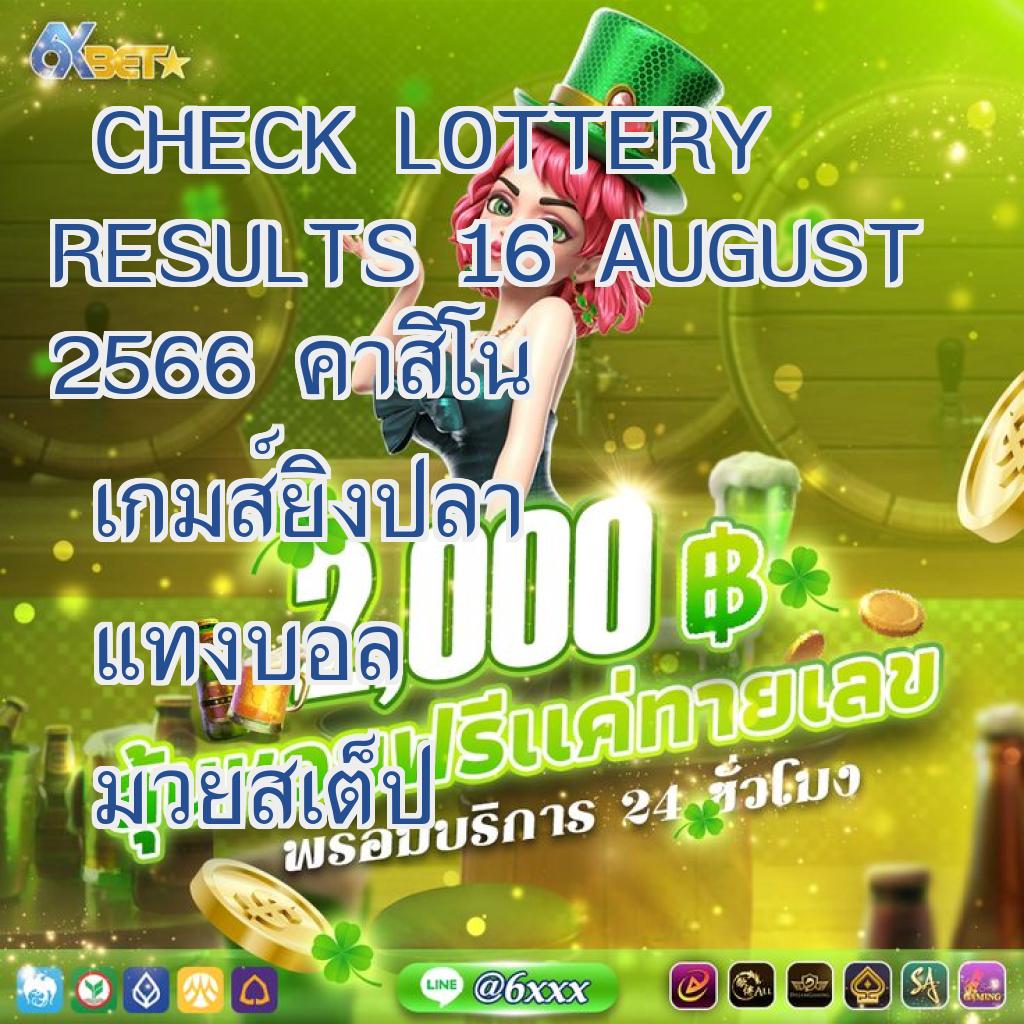 6XBET
CHECK LOTTERY
RESULTS 16 AUGUST
2566 คาสิโน
เกมส์ยิงปลา
2,000 ฿
แทงบอล
ฟรีแค่ทายเลข
มวยสเต็ป
พร้อมบริการ 24 ชั่วโมง
LINE @6xxx
ALL
SA
GAMING